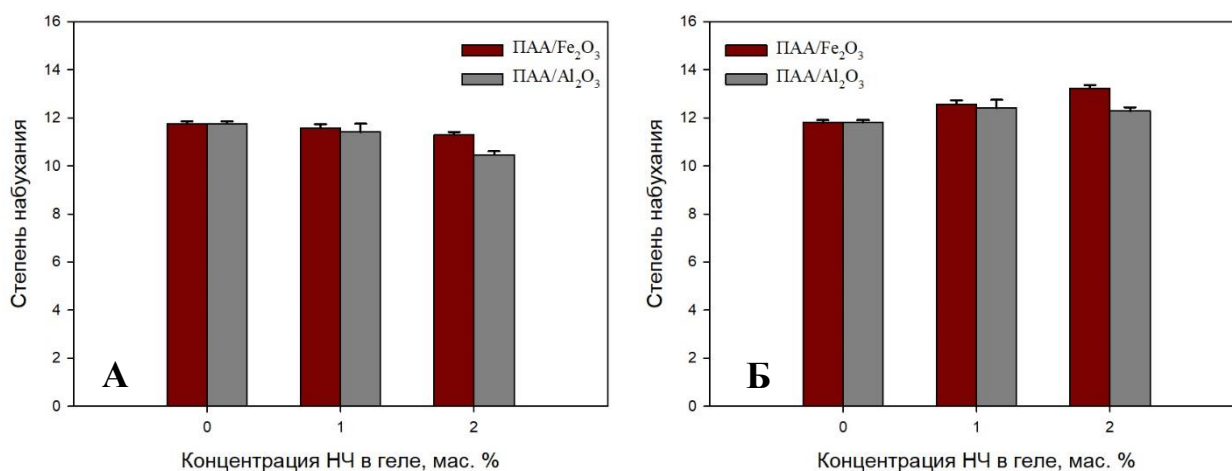 16
14
12
10
8
6
4
2
0
Степень набухания
ПАА/Fe₂O₃
ПАА/Al₂O₃
А
0 1 2
Концентрация НЧ в геле, мас. %
16
14
12
10
8
6
4
2
0
Степень набухания
ПАА/Fe₂O₃
ПАА/Al₂O₃
Б
0 1 2
Концентрация НЧ в геле, мас. %